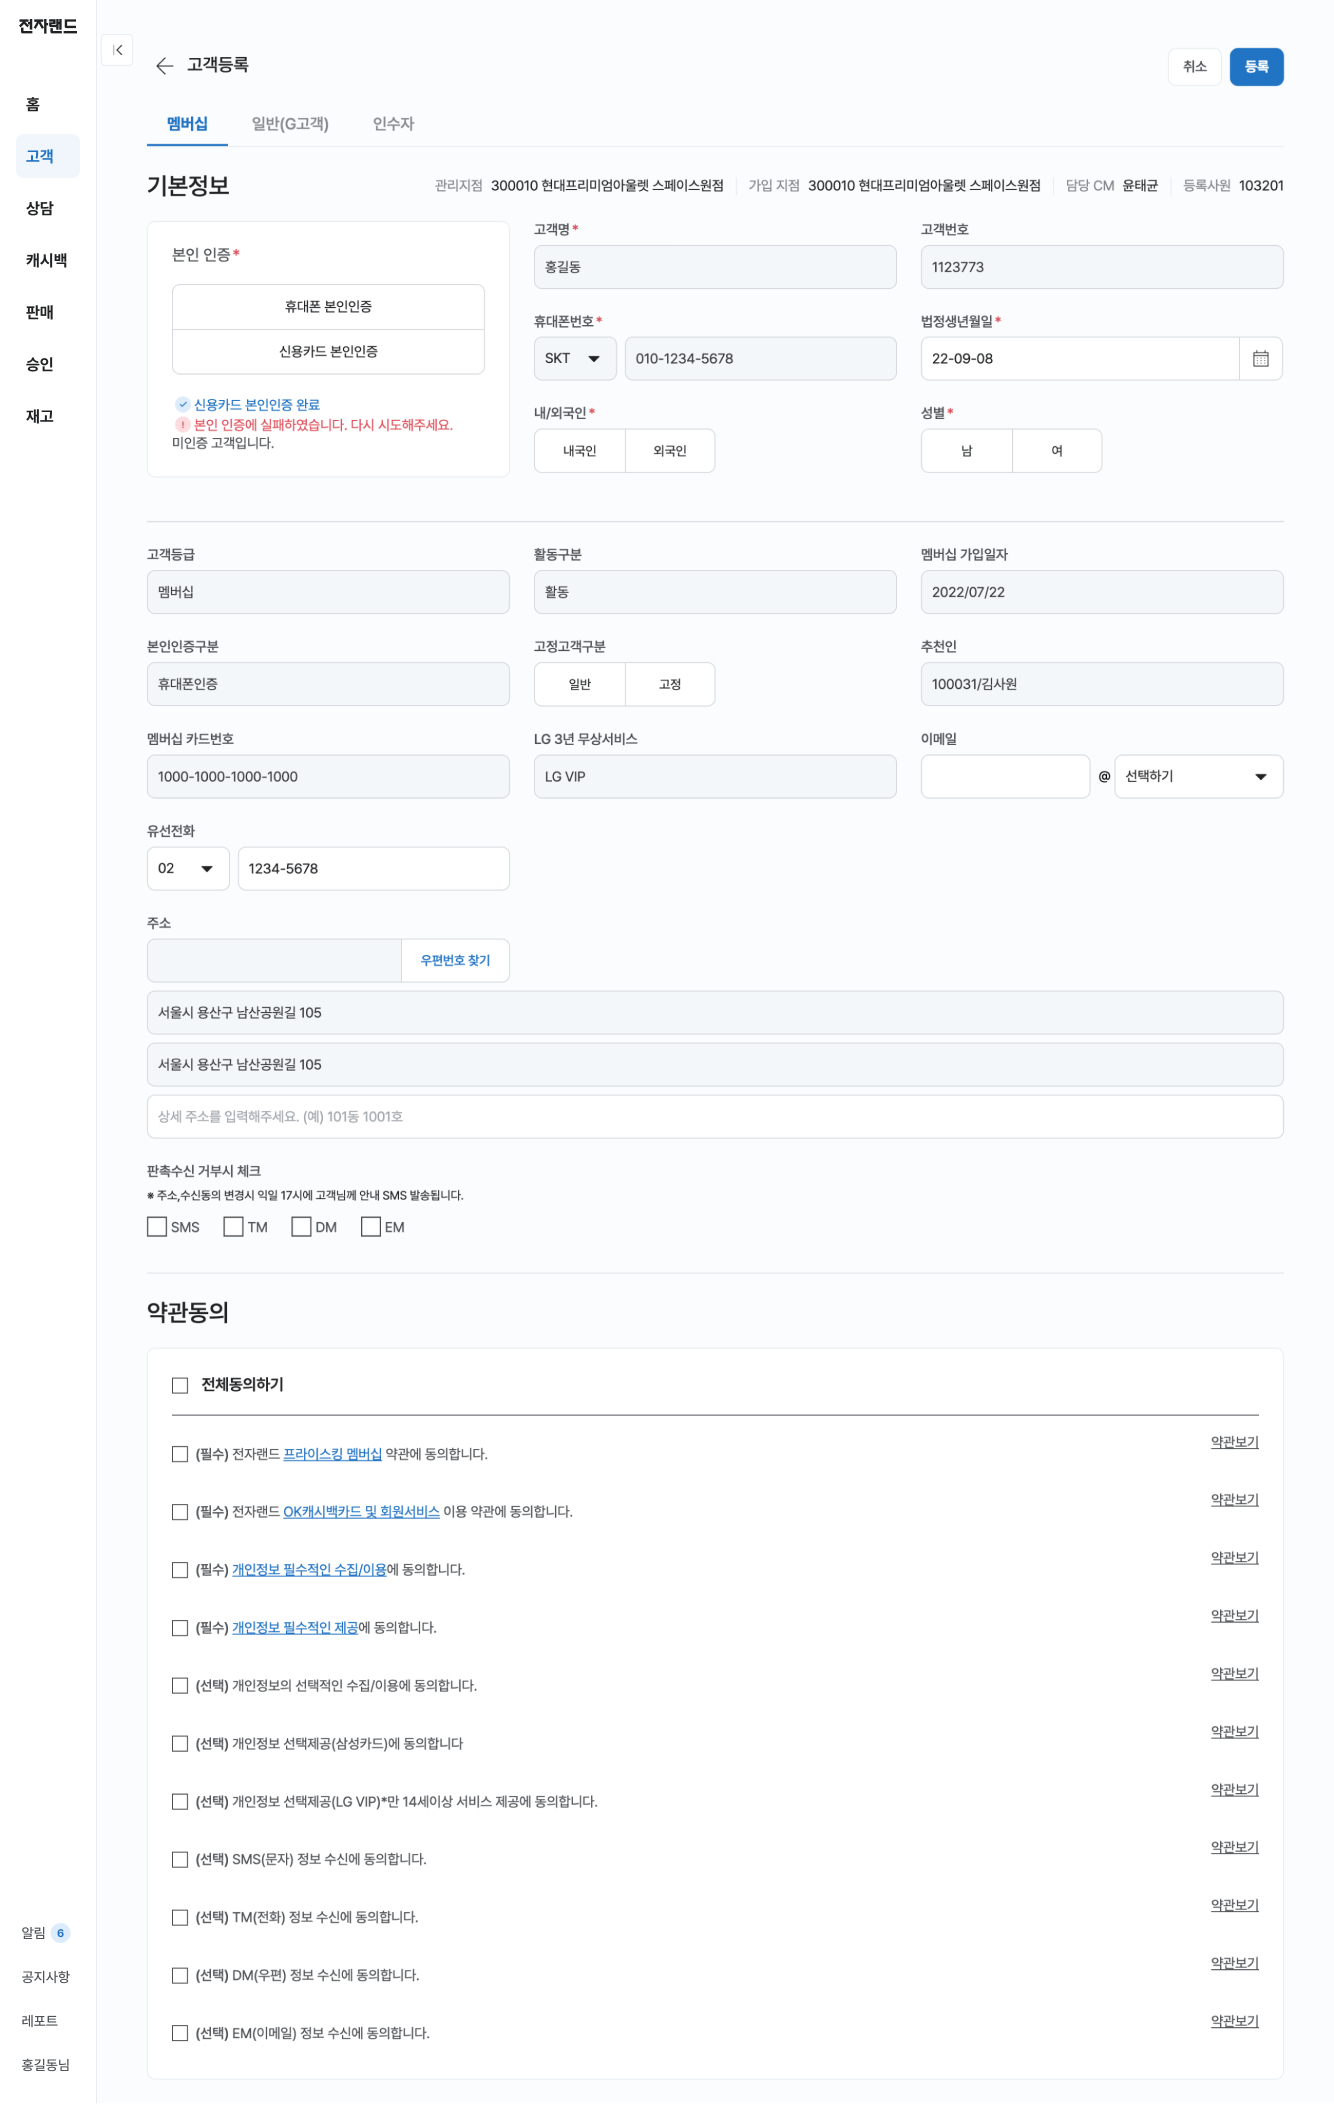 전자랜드
홈
고객
상담
캐시백
판매
승인
재고
알림 6
공지사항
레포트
홍길동님
고객등록
취소 등록
멤버십 일반(G고객) 인수자
기본정보
관리지점 300010 현대프리미엄아울렛 스페이스원점 가입 지점 300010 현대프리미엄아울렛 스페이스원점 담당 CM 윤태균 등록사원 103201
본인 인증*
휴대폰 본인인증
신용카드 본인인증
신용카드 본인인증 완료
본인 인증에 실패하였습니다. 다시 시도해주세요.
미인증 고객입니다.
고객명* 고객번호
홍길동 1123773
휴대폰번호* 법정생년월일*
SKT 010-1234-5678 22-09-08
내/외국인* 성별*
내국인 외국인 남 여
고객등급 활동구분 멤버십 가입일자
멤버십 활동 2022/07/22
본인인증구분 고정고객구분 추천인
휴대폰인증 일반 고정 100031/김사원
멤버십 카드번호 LG 3년 무상서비스 이메일
1000-1000-1000-1000 LG VIP @ 선택하기
유선전화
02 1234-5678
주소
우편번호 찾기
서울시 용산구 남산공원길 105
서울시 용산구 남산공원길 105
상세 주소를 입력해주세요. (예) 101동 1001호
판촉수신 거부시 체크
※ 주소,수신동의 변경시 익일 17시에 고객님께 안내 SMS 발송됩니다.
SMS TM DM EM
약관동의
전체동의하기
(필수) 전자랜드 프라이스킹 멤버십 약관에 동의합니다. 약관보기
(필수) 전자랜드 OK캐시백카드 및 회원서비스 이용 약관에 동의합니다. 약관보기
(필수) 개인정보 필수적인 수집/이용에 동의합니다. 약관보기
(필수) 개인정보 필수적인 제공에 동의합니다. 약관보기
(선택) 개인정보의 선택적인 수집/이용에 동의합니다. 약관보기
(선택) 개인정보 선택제공(삼성카드)에 동의합니다 약관보기
(선택) 개인정보 선택제공(LG VIP)*만 14세이상 서비스 제공에 동의합니다. 약관보기
(선택) SMS(문자) 정보 수신에 동의합니다. 약관보기
(선택) TM(전화) 정보 수신에 동의합니다. 약관보기
(선택) DM(우편) 정보 수신에 동의합니다. 약관보기
(선택) EM(이메일) 정보 수신에 동의합니다. 약관보기